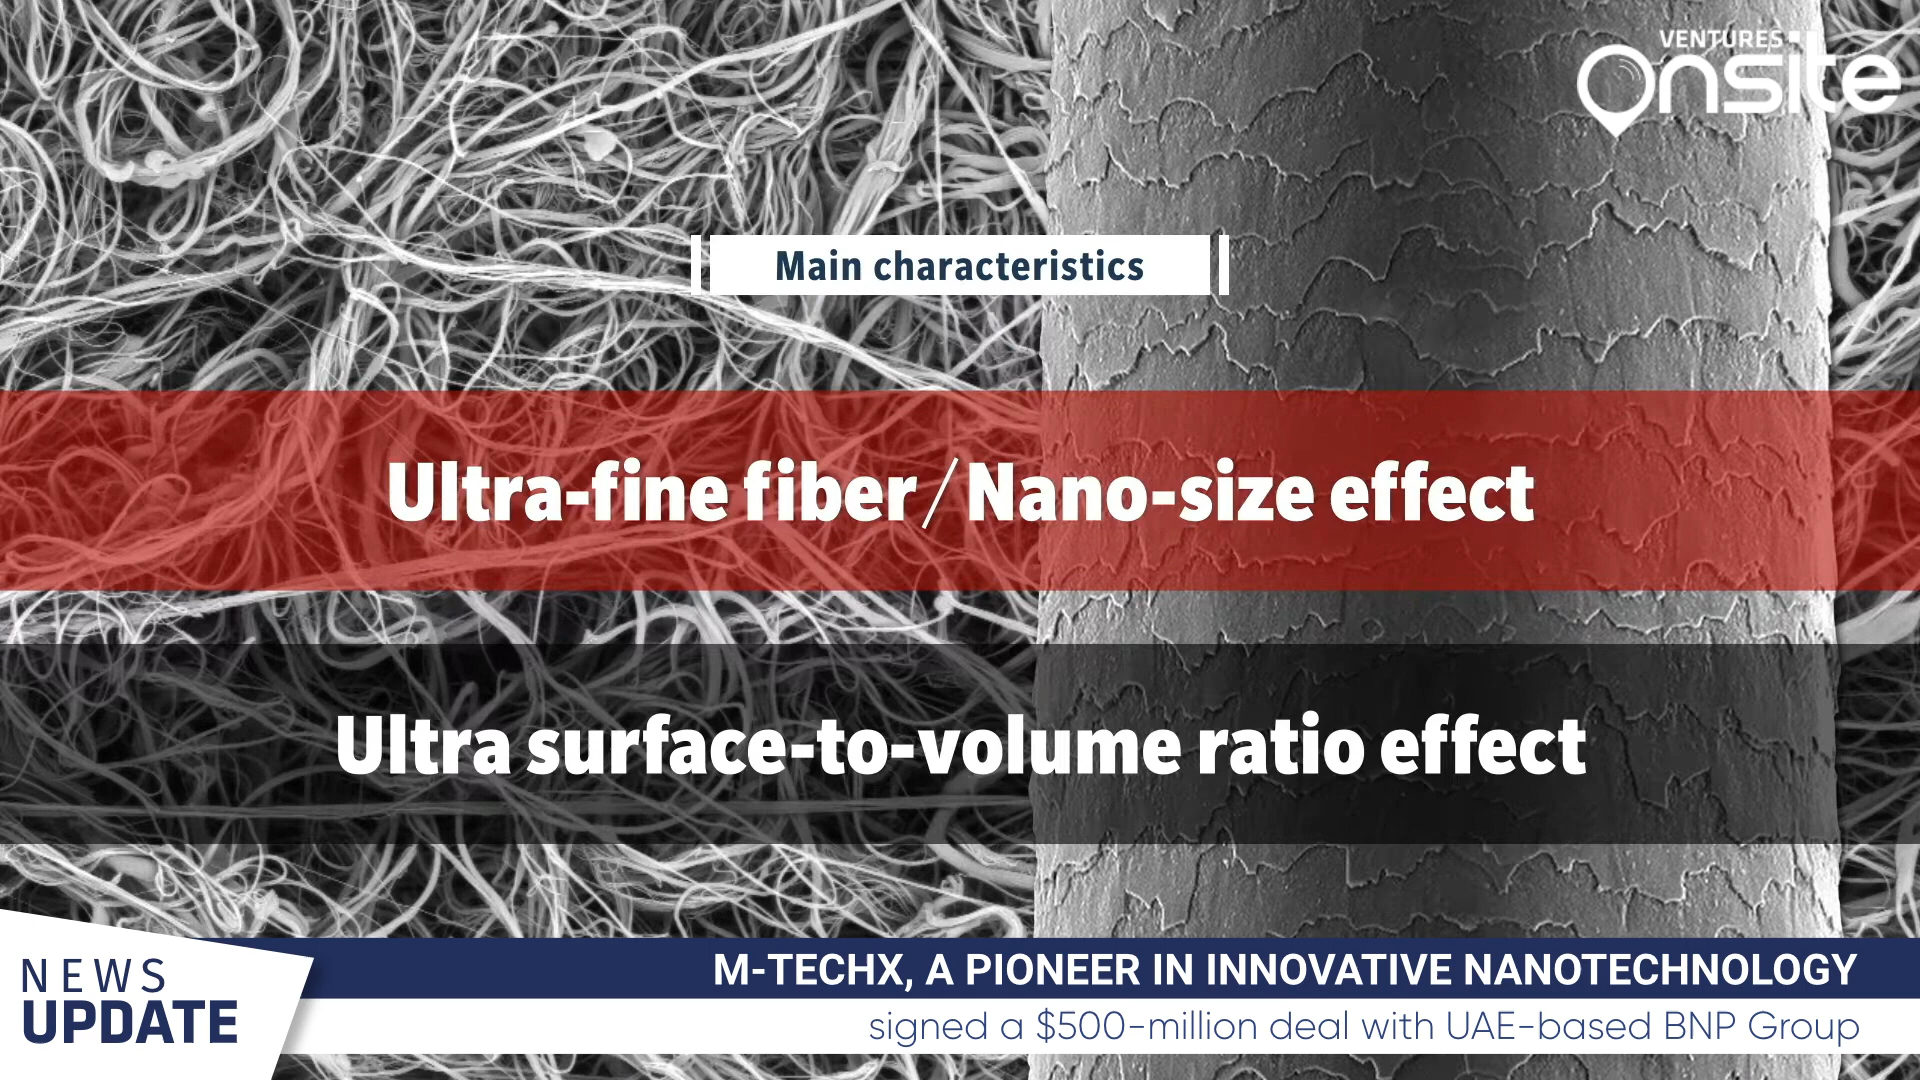 VENTURES
Onsite
Main characteristics
Ultra-fine fiber / Nano-size effect
Ultra surface-to-volume ratio effect
NEWS
UPDATE
M-TECHX, A PIONEER IN INNOVATIVE NANOTECHNOLOGY
signed a $500-million deal with UAE-based BNP Group